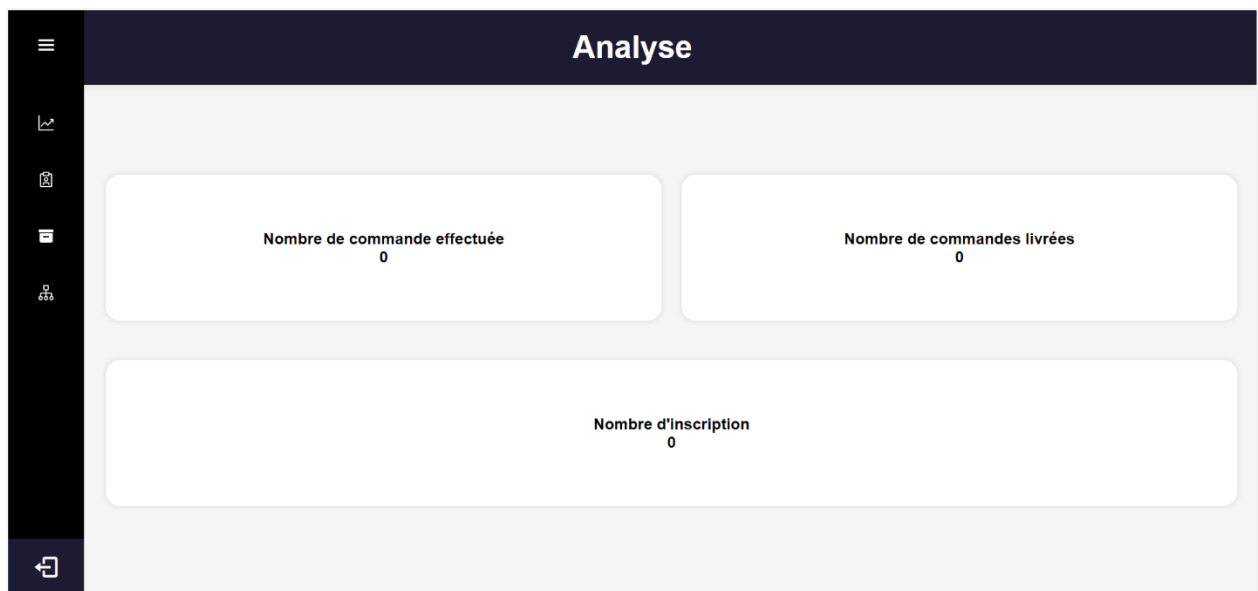 Analyse
Nombre de commande effectuée
0
Nombre de commandes livrées
0
Nombre d'inscription
0